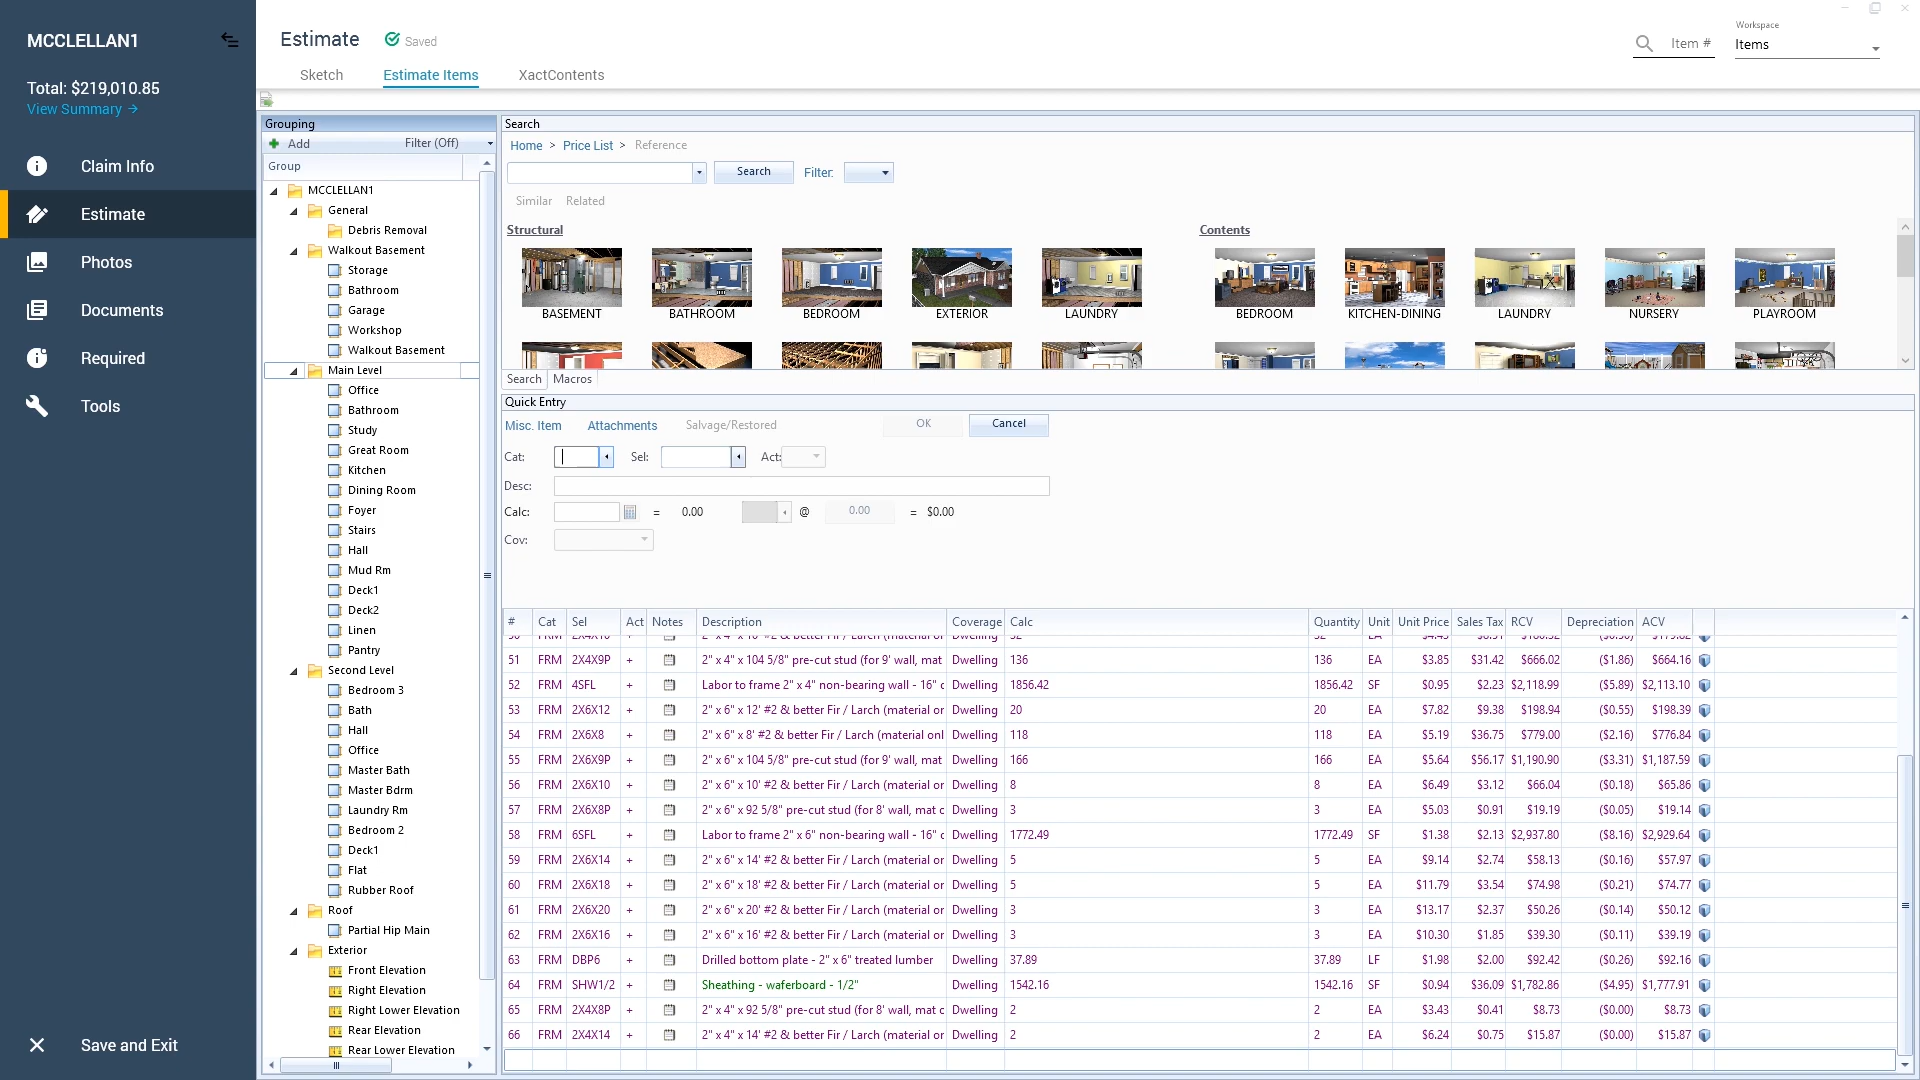 MCCLELLAN1
Total: $219,010.85
View Summary →
Claim Info
Estimate
Photos
Documents
Required
Tools
Save and Exit
Estimate
Saved
Item #
Workspace
Items
Sketch
Estimate Items
XactContents
Grouping
Add
Filter (Off)
Group
MCCLELLAN1
General
Debris Removal
Walkout Basement
Storage
Bathroom
Garage
Workshop
Walkout Basement
Main Level
Office
Bathroom
Study
Great Room
Kitchen
Dining Room
Foyer
Stairs
Hall
Mud Rm
Deck1
Deck2
Linen
Pantry
Second Level
Bedroom 3
Bath
Hall
Office
Master Bath
Master Bdrm
Laundry Rm
Bedroom 2
Deck1
Flat
Rubber Roof
Roof
Partial Hip Main
Exterior
Front Elevation
Right Elevation
Right Lower Elevation
Rear Elevation
Rear Lower Elevation
Search
Home > Price List > Reference
Search
Filter:
Similar Related
Structural
Contents
BASEMENT BATHROOM BEDROOM EXTERIOR LAUNDRY
BEDROOM KITCHEN-DINING LAUNDRY NURSERY PLAYROOM
Search Macros
Quick Entry
Misc. Item Attachments Salvage/Restored OK Cancel
Cat: Sel: Act:
Desc:
Calc: = 0.00 @ 0.00 = $0.00
Cov:
# Cat Sel Act Notes Description Coverage Calc Quantity Unit Unit Price Sales Tax RCV Depreciation ACV
51 FRM 2X4X9P + 2" x 4" x 104 5/8" pre-cut stud (for 9' wall, mat Dwelling 136 136 EA $3.85 $31.42 $666.02 ($1.86) $664.16
52 FRM 4SFL + Labor to frame 2" x 4" non-bearing wall - 16" c Dwelling 1856.42 1856.42 SF $0.95 $2.23 $2,118.99 ($5.89) $2,113.10
53 FRM 2X6X12 + 2" x 6" x 12' #2 & better Fir / Larch (material or Dwelling 20 20 EA $7.82 $9.38 $198.94 ($0.55) $198.39
54 FRM 2X6X8 + 2" x 6" x 8' #2 & better Fir / Larch (material onl Dwelling 118 118 EA $5.19 $36.75 $779.00 ($2.16) $776.84
55 FRM 2X6X9P + 2" x 6" x 104 5/8" pre-cut stud (for 9' wall, mat Dwelling 166 166 EA $5.64 $56.17 $1,190.90 ($3.31) $1,187.59
56 FRM 2X6X10 + 2" x 6" x 10' #2 & better Fir / Larch (material or Dwelling 8 8 EA $6.49 $3.12 $66.04 ($0.18) $65.86
57 FRM 2X6X8P + 2" x 6" x 92 5/8" pre-cut stud (for 8' wall, mat c Dwelling 3 3 EA $5.03 $0.91 $19.19 ($0.05) $19.14
58 FRM 6SFL + Labor to frame 2" x 6" non-bearing wall - 16" c Dwelling 1772.49 1772.49 SF $1.38 $2.13 $2,937.80 ($8.16) $2,929.64
59 FRM 2X6X14 + 2" x 6" x 14' #2 & better Fir / Larch (material or Dwelling 5 5 EA $9.14 $2.74 $58.13 ($0.16) $57.97
60 FRM 2X6X18 + 2" x 6" x 18' #2 & better Fir / Larch (material or Dwelling 5 5 EA $11.79 $3.54 $74.98 ($0.21) $74.77
61 FRM 2X6X20 + 2" x 6" x 20' #2 & better Fir / Larch (material or Dwelling 3 3 EA $13.17 $2.37 $50.26 ($0.14) $50.12
62 FRM 2X6X16 + 2" x 6" x 16' #2 & better Fir / Larch (material or Dwelling 3 3 EA $10.30 $1.85 $39.30 ($0.11) $39.19
63 FRM DBP6 + Drilled bottom plate - 2" x 6" treated lumber Dwelling 37.89 37.89 LF $1.98 $2.00 $92.42 ($0.26) $92.16
64 FRM SHW1/2 + Sheathing - waferboard - 1/2" Dwelling 1542.16 1542.16 SF $0.94 $36.09 $1,782.86 ($4.95) $1,777.91
65 FRM 2X4X8P + 2" x 4" x 92 5/8" pre-cut stud (for 8' wall, mat c Dwelling 2 2 EA $3.43 $0.41 $8.73 ($0.00) $8.73
66 FRM 2X4X14 + 2" x 4" x 14' #2 & better Fir / Larch (material or Dwelling 2 2 EA $6.24 $0.75 $15.87 ($0.00) $15.87